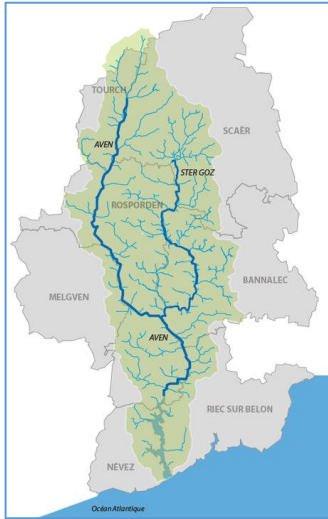 TOURCH
SCAËR
AVEN
STER GOZ
ROSPORDEN
BANNALEC
MELGVEN
AVEN
RIEC SUR BELON
NÉVEZ
Océan Atlantique